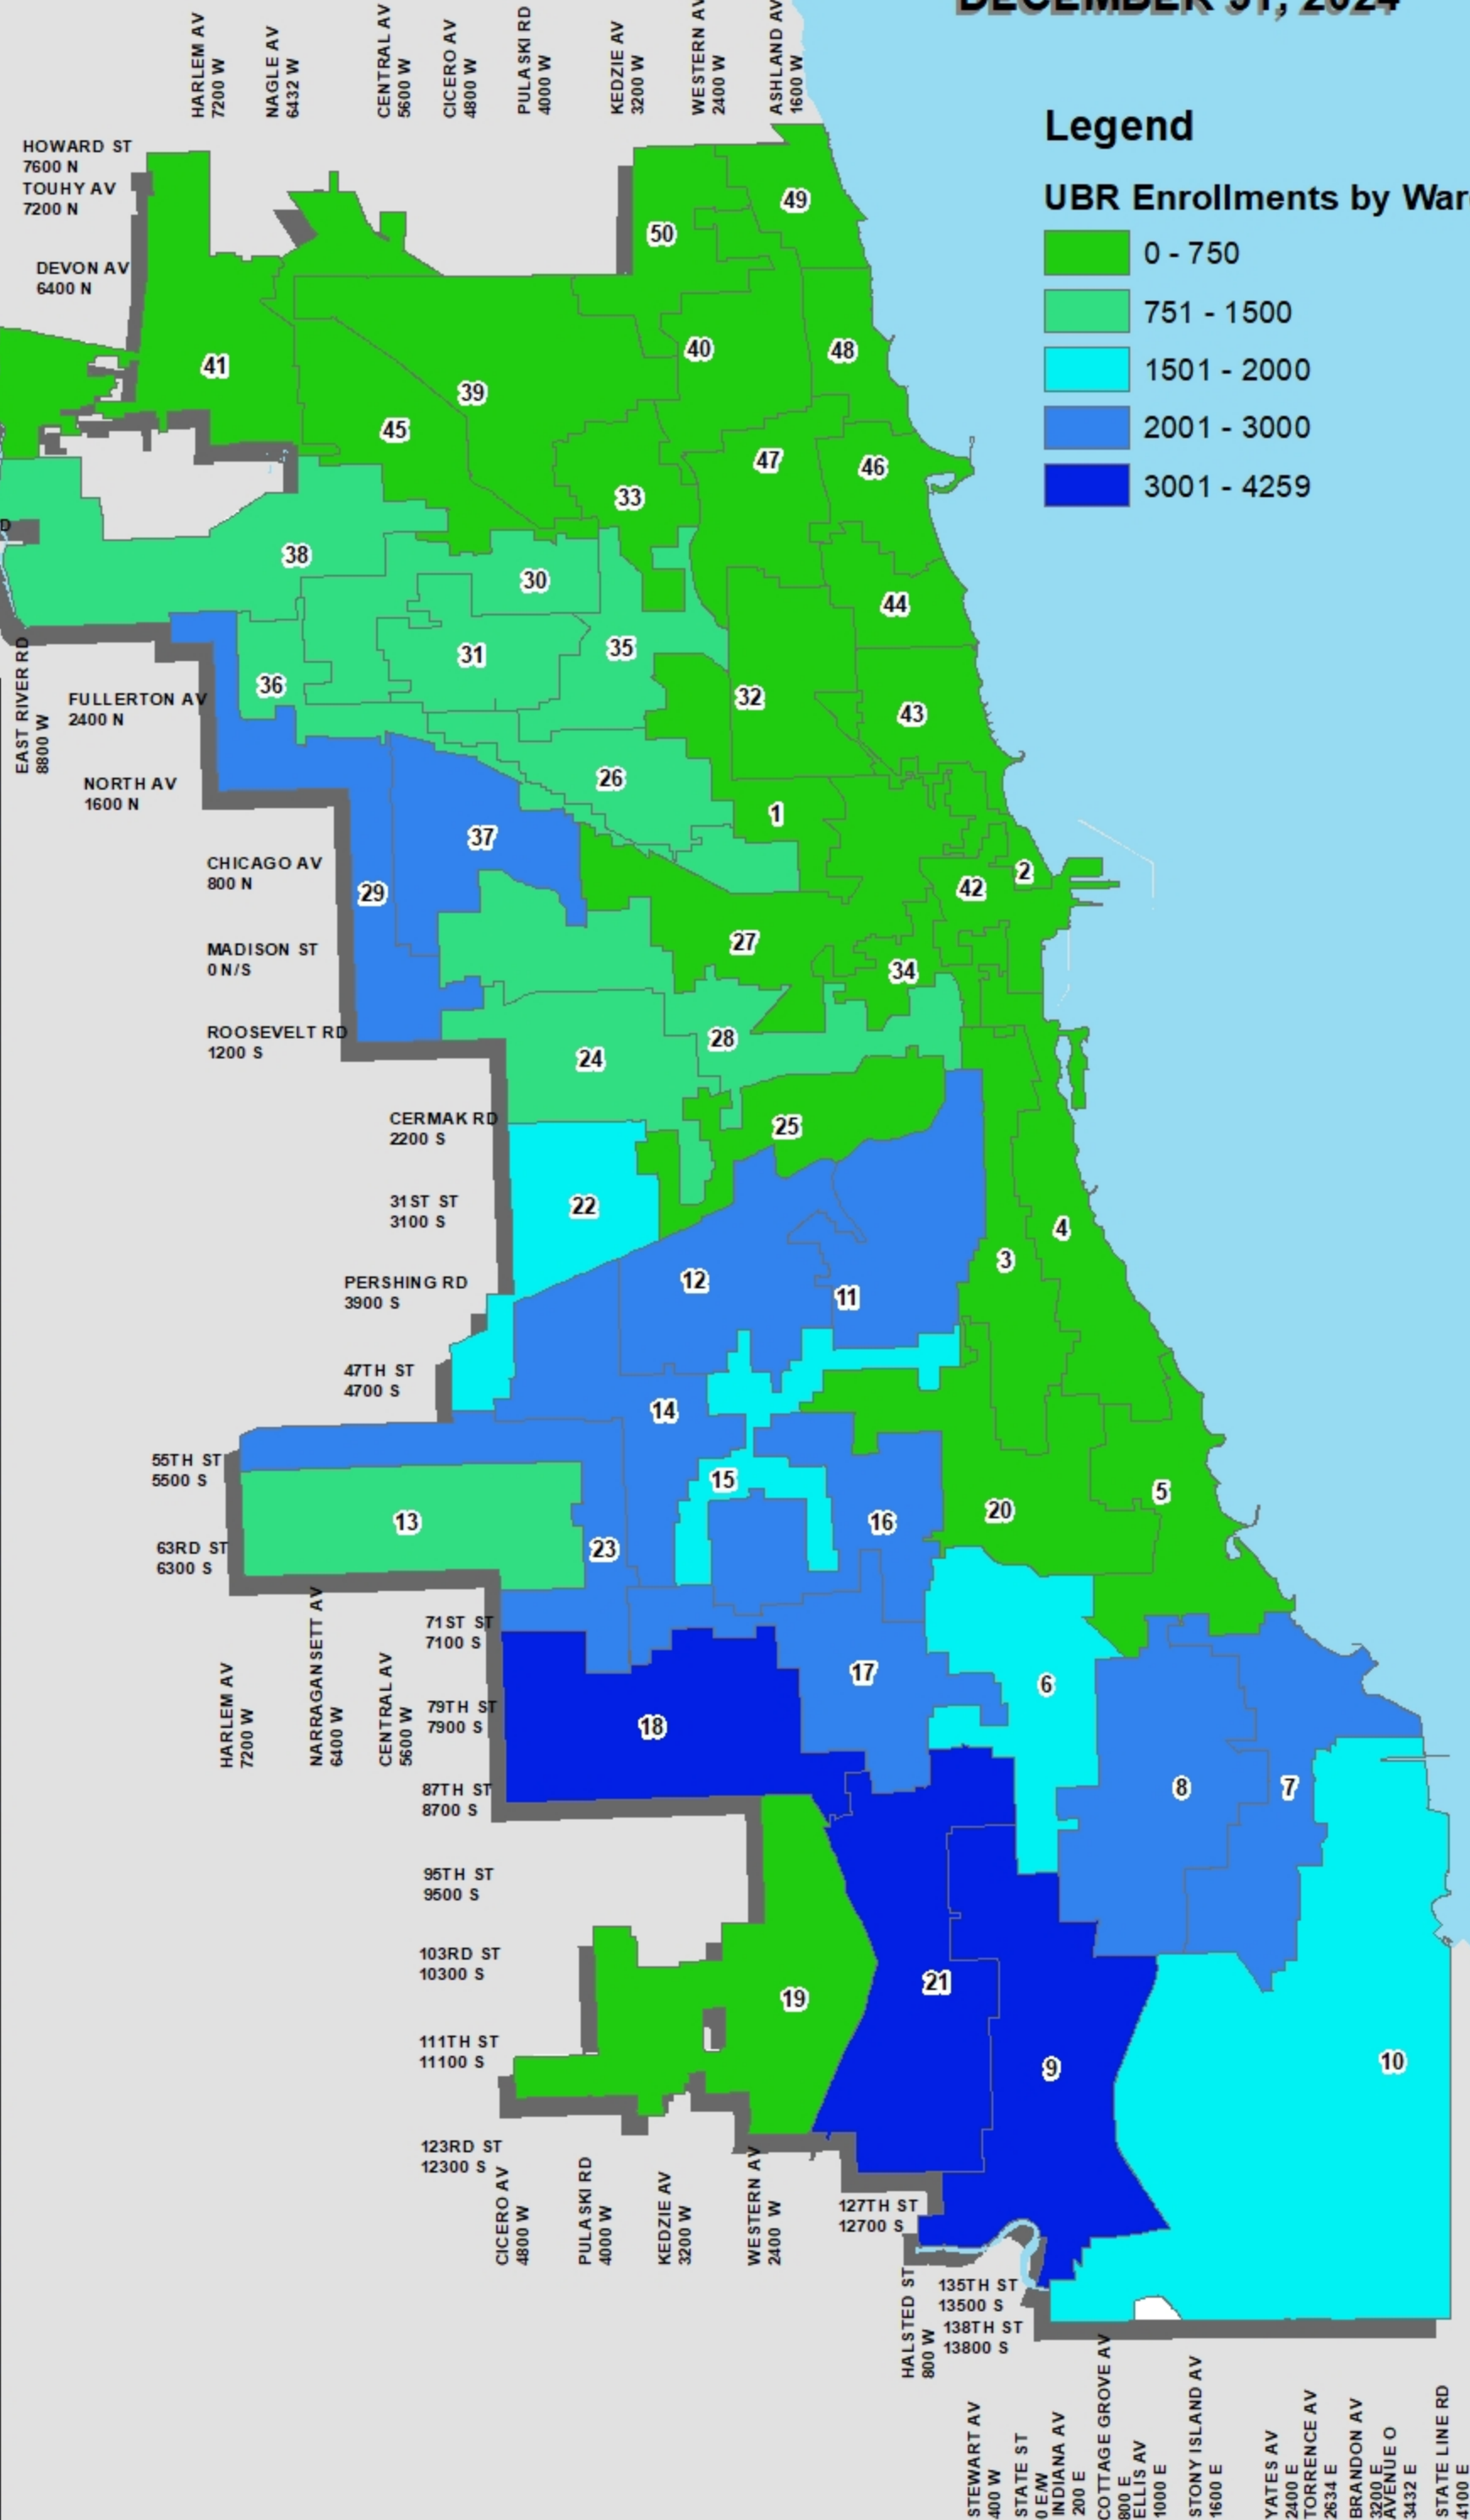 DECEMBER 31, 2024
HARLEM AV
7200 W
NAGLE AV
6432 W
CENTRAL AV
5600 W
CICERO AV
4800 W
PULASKI RD
4000 W
KEDZIE AV
3200 W
WESTERN AV
2400 W
ASHLAND AV
1600 W
Legend
UBR Enrollments by War
0 - 750
751 - 1500
1501 - 2000
2001 - 3000
3001 - 4259
HOWARD ST
7600 N
TOUHY AV
7200 N
DEVON AV
6400 N
49
50
41
40
48
39
45
47
46
33
38
30
44
31
35
36
32
43
26
1
37
2
42
29
27
34
28
24
25
22
4
3
12
11
14
15
5
20
13
16
23
17
6
18
8
7
21
19
9
10
D
EAST RIVER RD
8800 W
FULLERTON AV
2400 N
NORTH AV
1600 N
CHICAGO AV
800 N
MADISON ST
0 N/S
ROOSEVELT RD
1200 S
CERMAK RD
2200 S
31ST ST
3100 S
PERSHING RD
3900 S
47TH ST
4700 S
55TH ST
5500 S
63RD ST
6300 S
71ST ST
7100 S
HARLEM AV
7200 W
NARRAGANSETT AV
6400 W
CENTRAL AV
5600 W
79TH ST
7900 S
87TH ST
8700 S
95TH ST
9500 S
103RD ST
10300 S
111TH ST
11100 S
123RD ST
12300 S
CICERO AV
4800 W
PULASKI RD
4000 W
KEDZIE AV
3200 W
WESTERN AV
2400 W
127TH ST
12700 S
HALSTED ST
800 W
135TH ST
13500 S
138TH ST
13800 S
STEWART AV
400 W
STATE ST
0 E/W
INDIANA AV
200 E
COTTAGE GROVE AV
800 E
ELLIS AV
1000 E
STONY ISLAND AV
1600 E
YATES AV
2400 E
TORRENCE AV
2634 E
BRANDON AV
3200 E
AVENUE O
3432 E
STATE LINE RD
4100 E